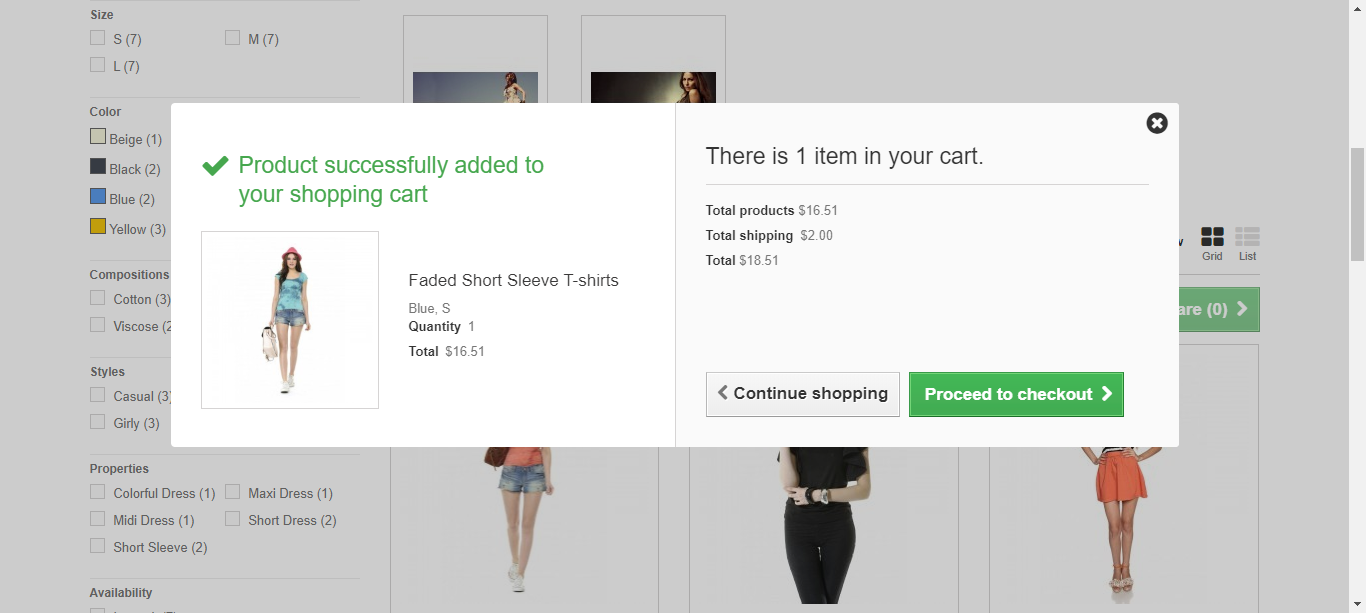 Size
S (7)
M (7)
L (7)
Color
Beige (1)
Black (2)
Blue (2)
Yellow (3)
Compositions
Cotton (3)
Viscose (2
Styles
Casual (3)
Girly (3)
Properties
Colorful Dress (1)
Maxi Dress (1)
Midi Dress (1)
Short Dress (2)
Short Sleeve (2)
Availability
Product successfully added to
your shopping cart
Faded Short Sleeve T-shirts
Blue, S
Quantity 1
Total $16.51
There is 1 item in your cart.
Total products $16.51
Total shipping $2.00
Total $18.51
Continue shopping
Proceed to checkout
Grid
List
are (0)